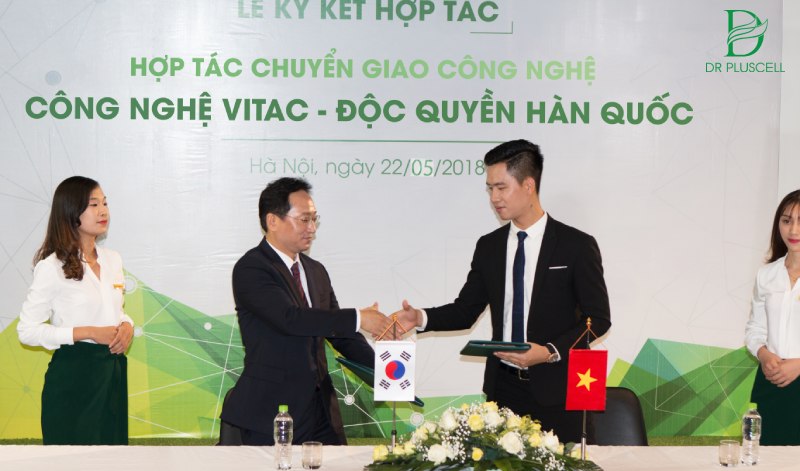 LỄ KÝ KẾT HỢP TÁC
HỢP TÁC CHUYỂN GIAO CÔNG NGHỆ
CÔNG NGHỆ VITAC - ĐỘC QUYỀN HÀN QUỐC
Hà Nội, ngày 22/05/2018
DR PLUSCELL